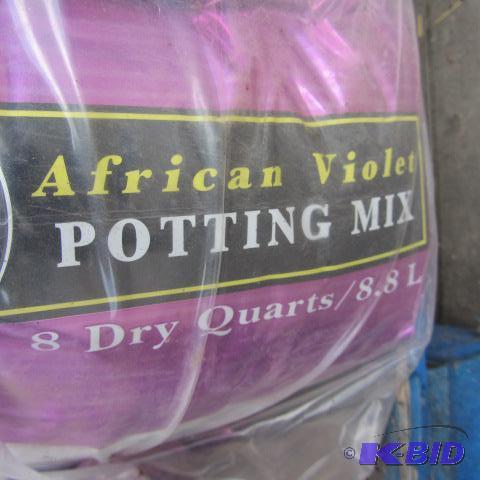 African Violet
POTTING MIX
8 Dry Quarts/8.8 L
© K-BID